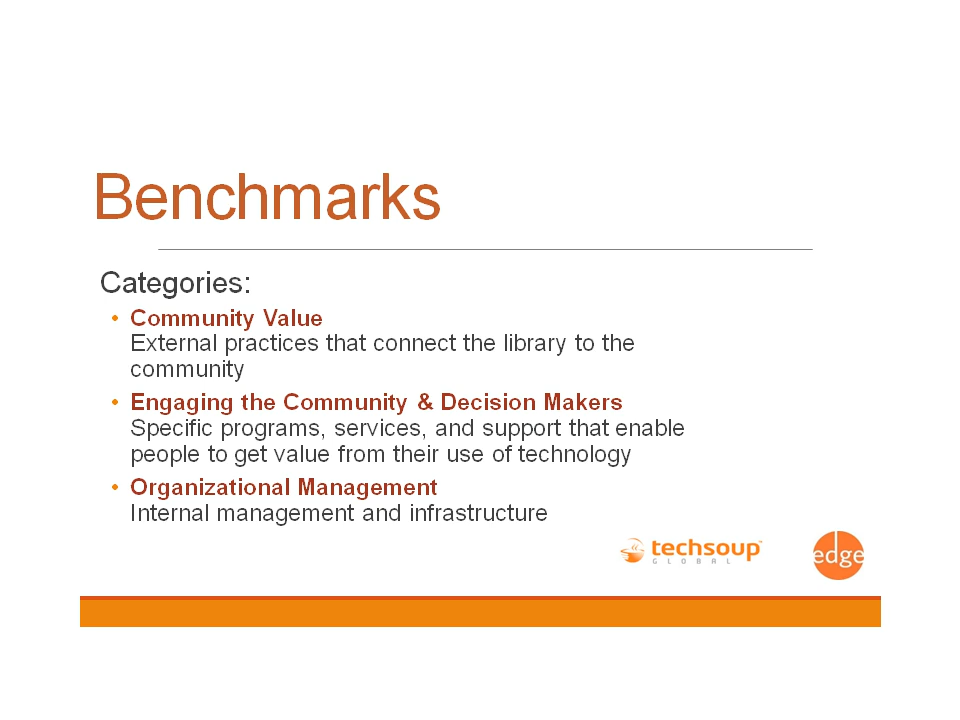 Benchmarks
Categories:
• Community Value
External practices that connect the library to the
community
• Engaging the Community & Decision Makers
Specific programs, services, and support that enable
people to get value from their use of technology
• Organizational Management
Internal management and infrastructure
techsoup™
GLOBAL
edge